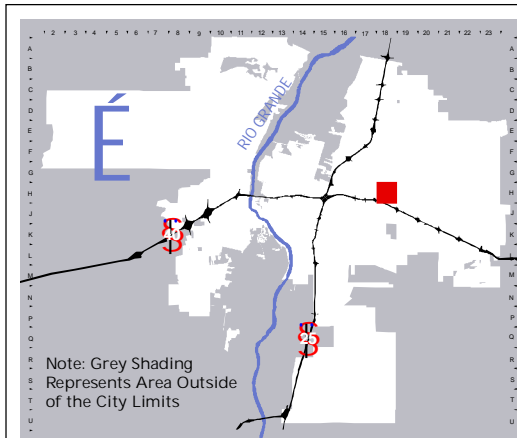 1 2 3 4 5 6 7 8 9 10 11 12 13 14 15 16 17 18 19 20 21 22 23
A A
B B
C C
D D
E E
F F
G G
H H
J J
K K
L L
M M
N N
P P
Q Q
R R
S S
T T
U U
É
RIO GRANDE
40
25
Note: Grey Shading
Represents Area Outside
of the City Limits